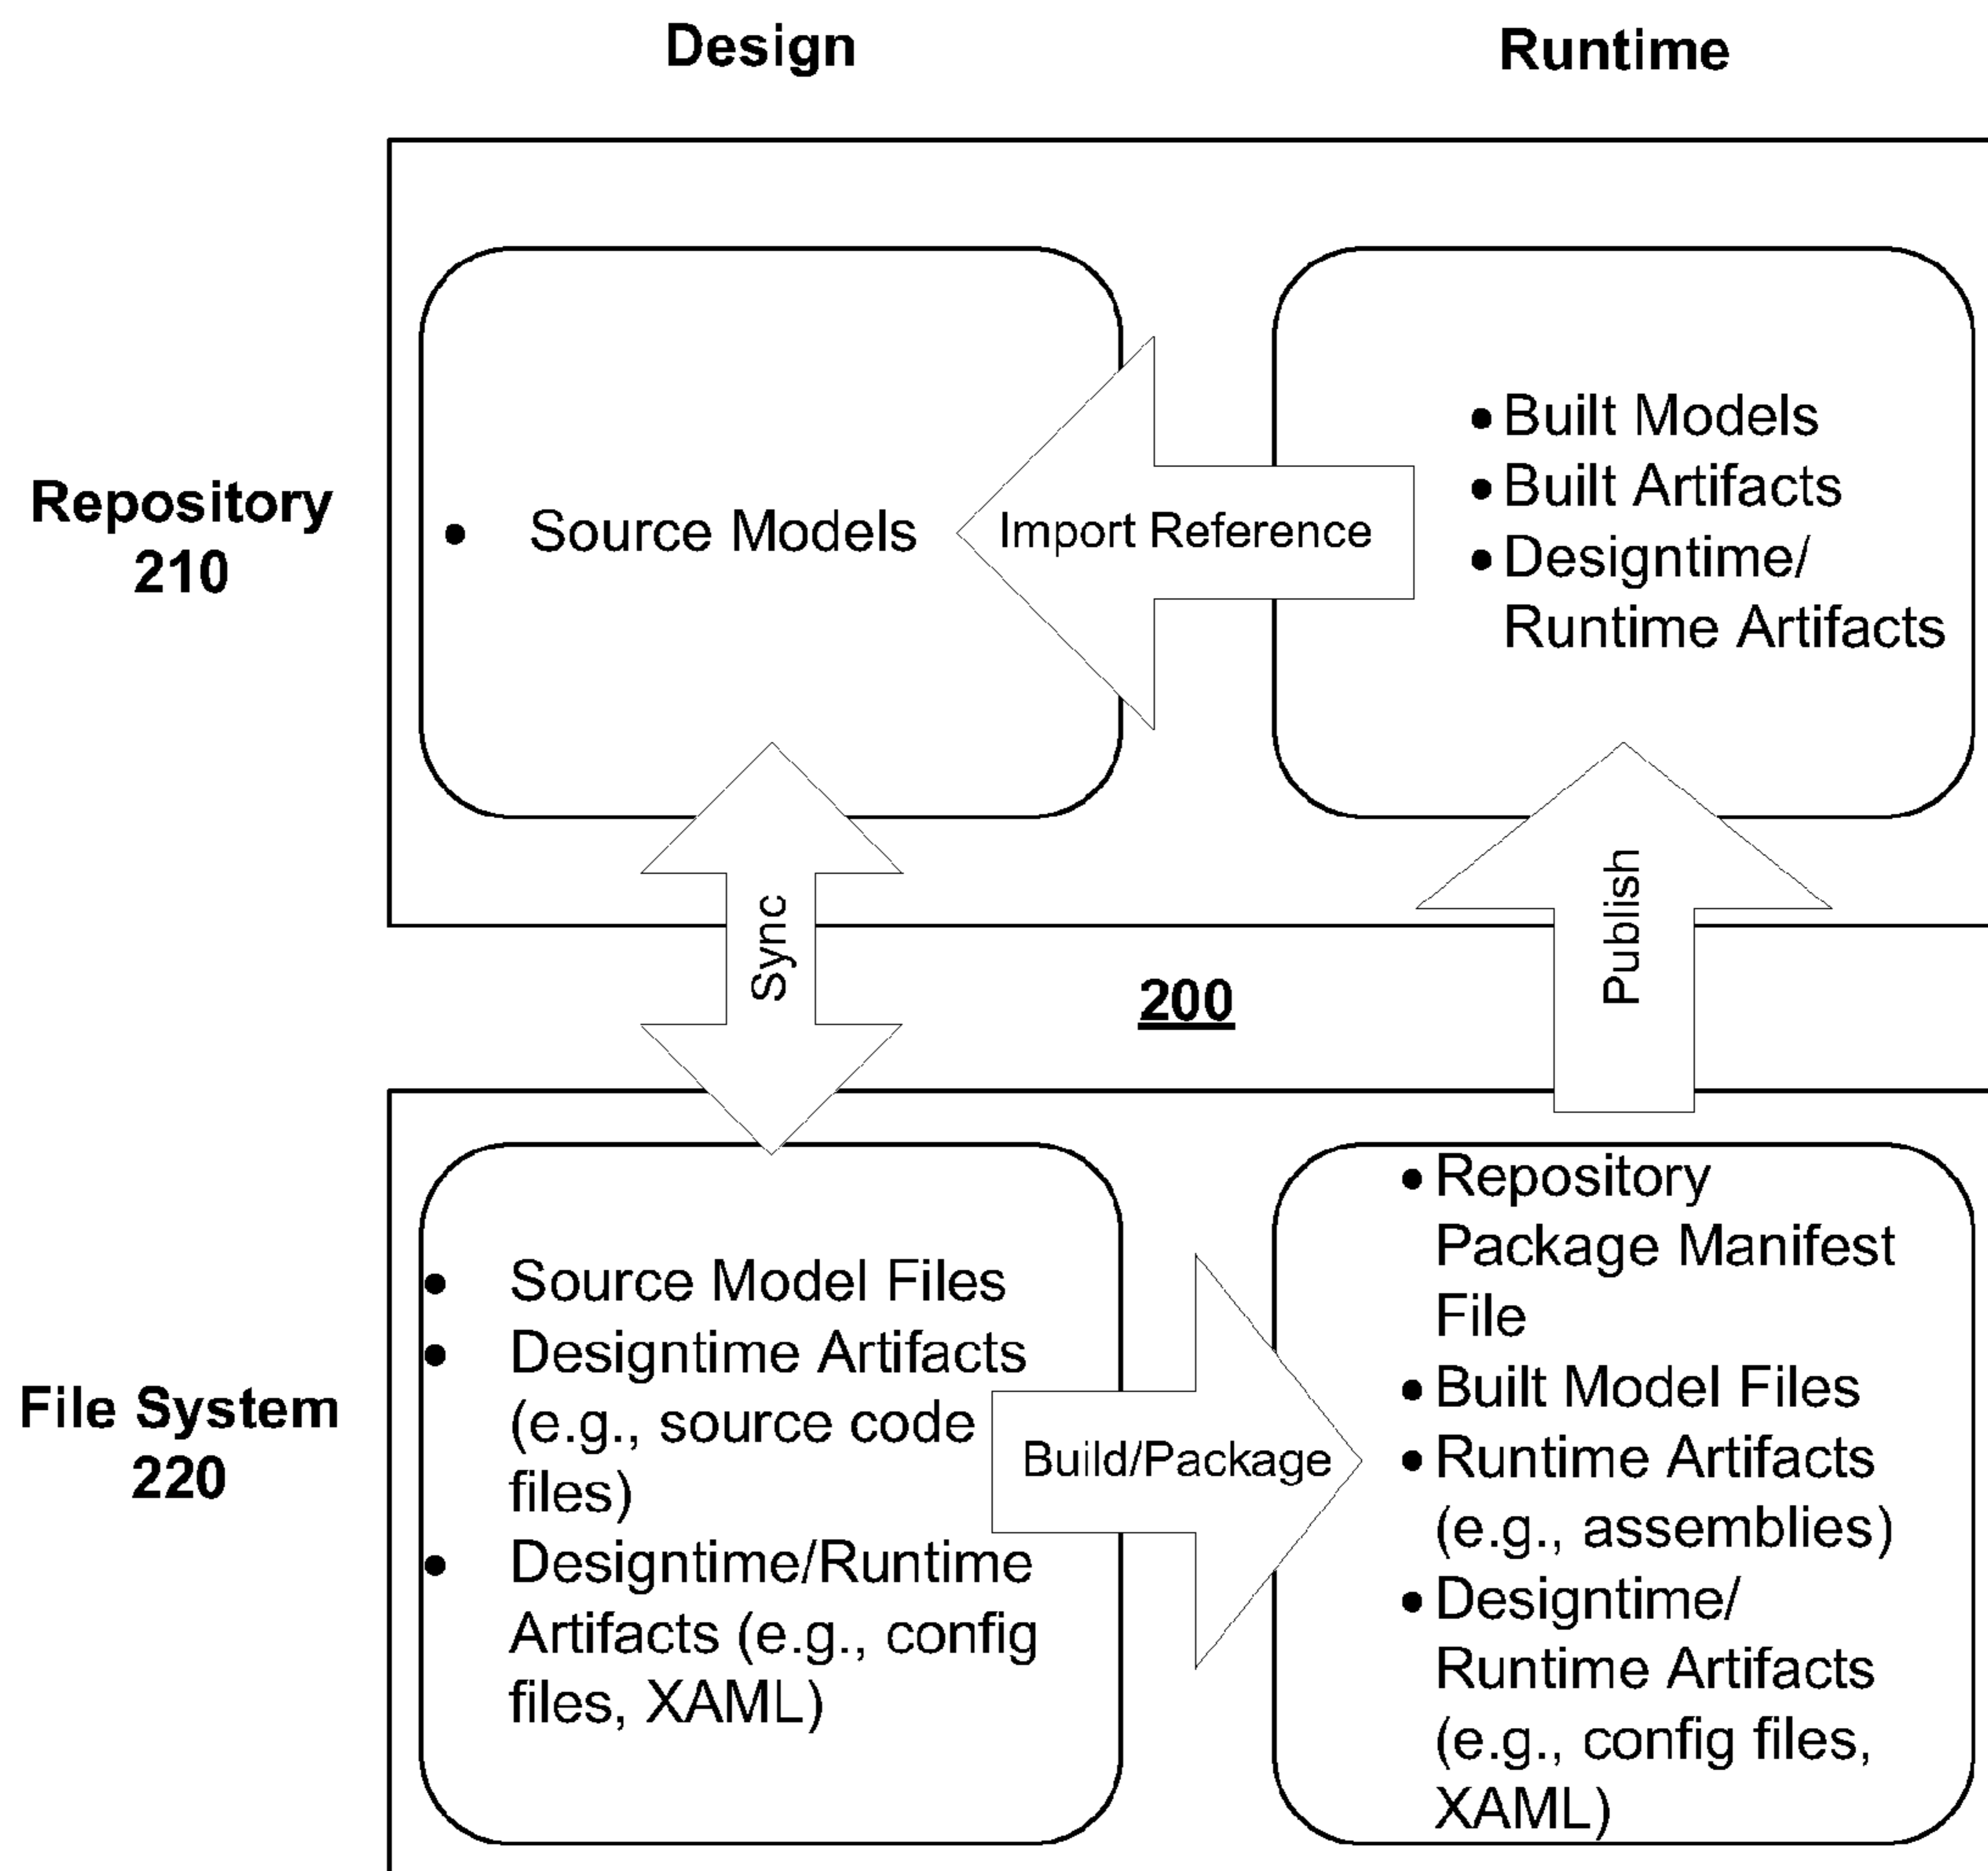 Design
Runtime
Repository
210
• Source Models
Import Reference
• Built Models
• Built Artifacts
• Designtime/
Runtime Artifacts
Sync
200
Publish
File System
220
• Source Model Files
• Designtime Artifacts
(e.g., source code
files)
• Designtime/Runtime
Artifacts (e.g., config
files, XAML)
Build/Package
• Repository
Package Manifest
File
• Built Model Files
• Runtime Artifacts
(e.g., assemblies)
• Designtime/
Runtime Artifacts
(e.g., config files,
XAML)